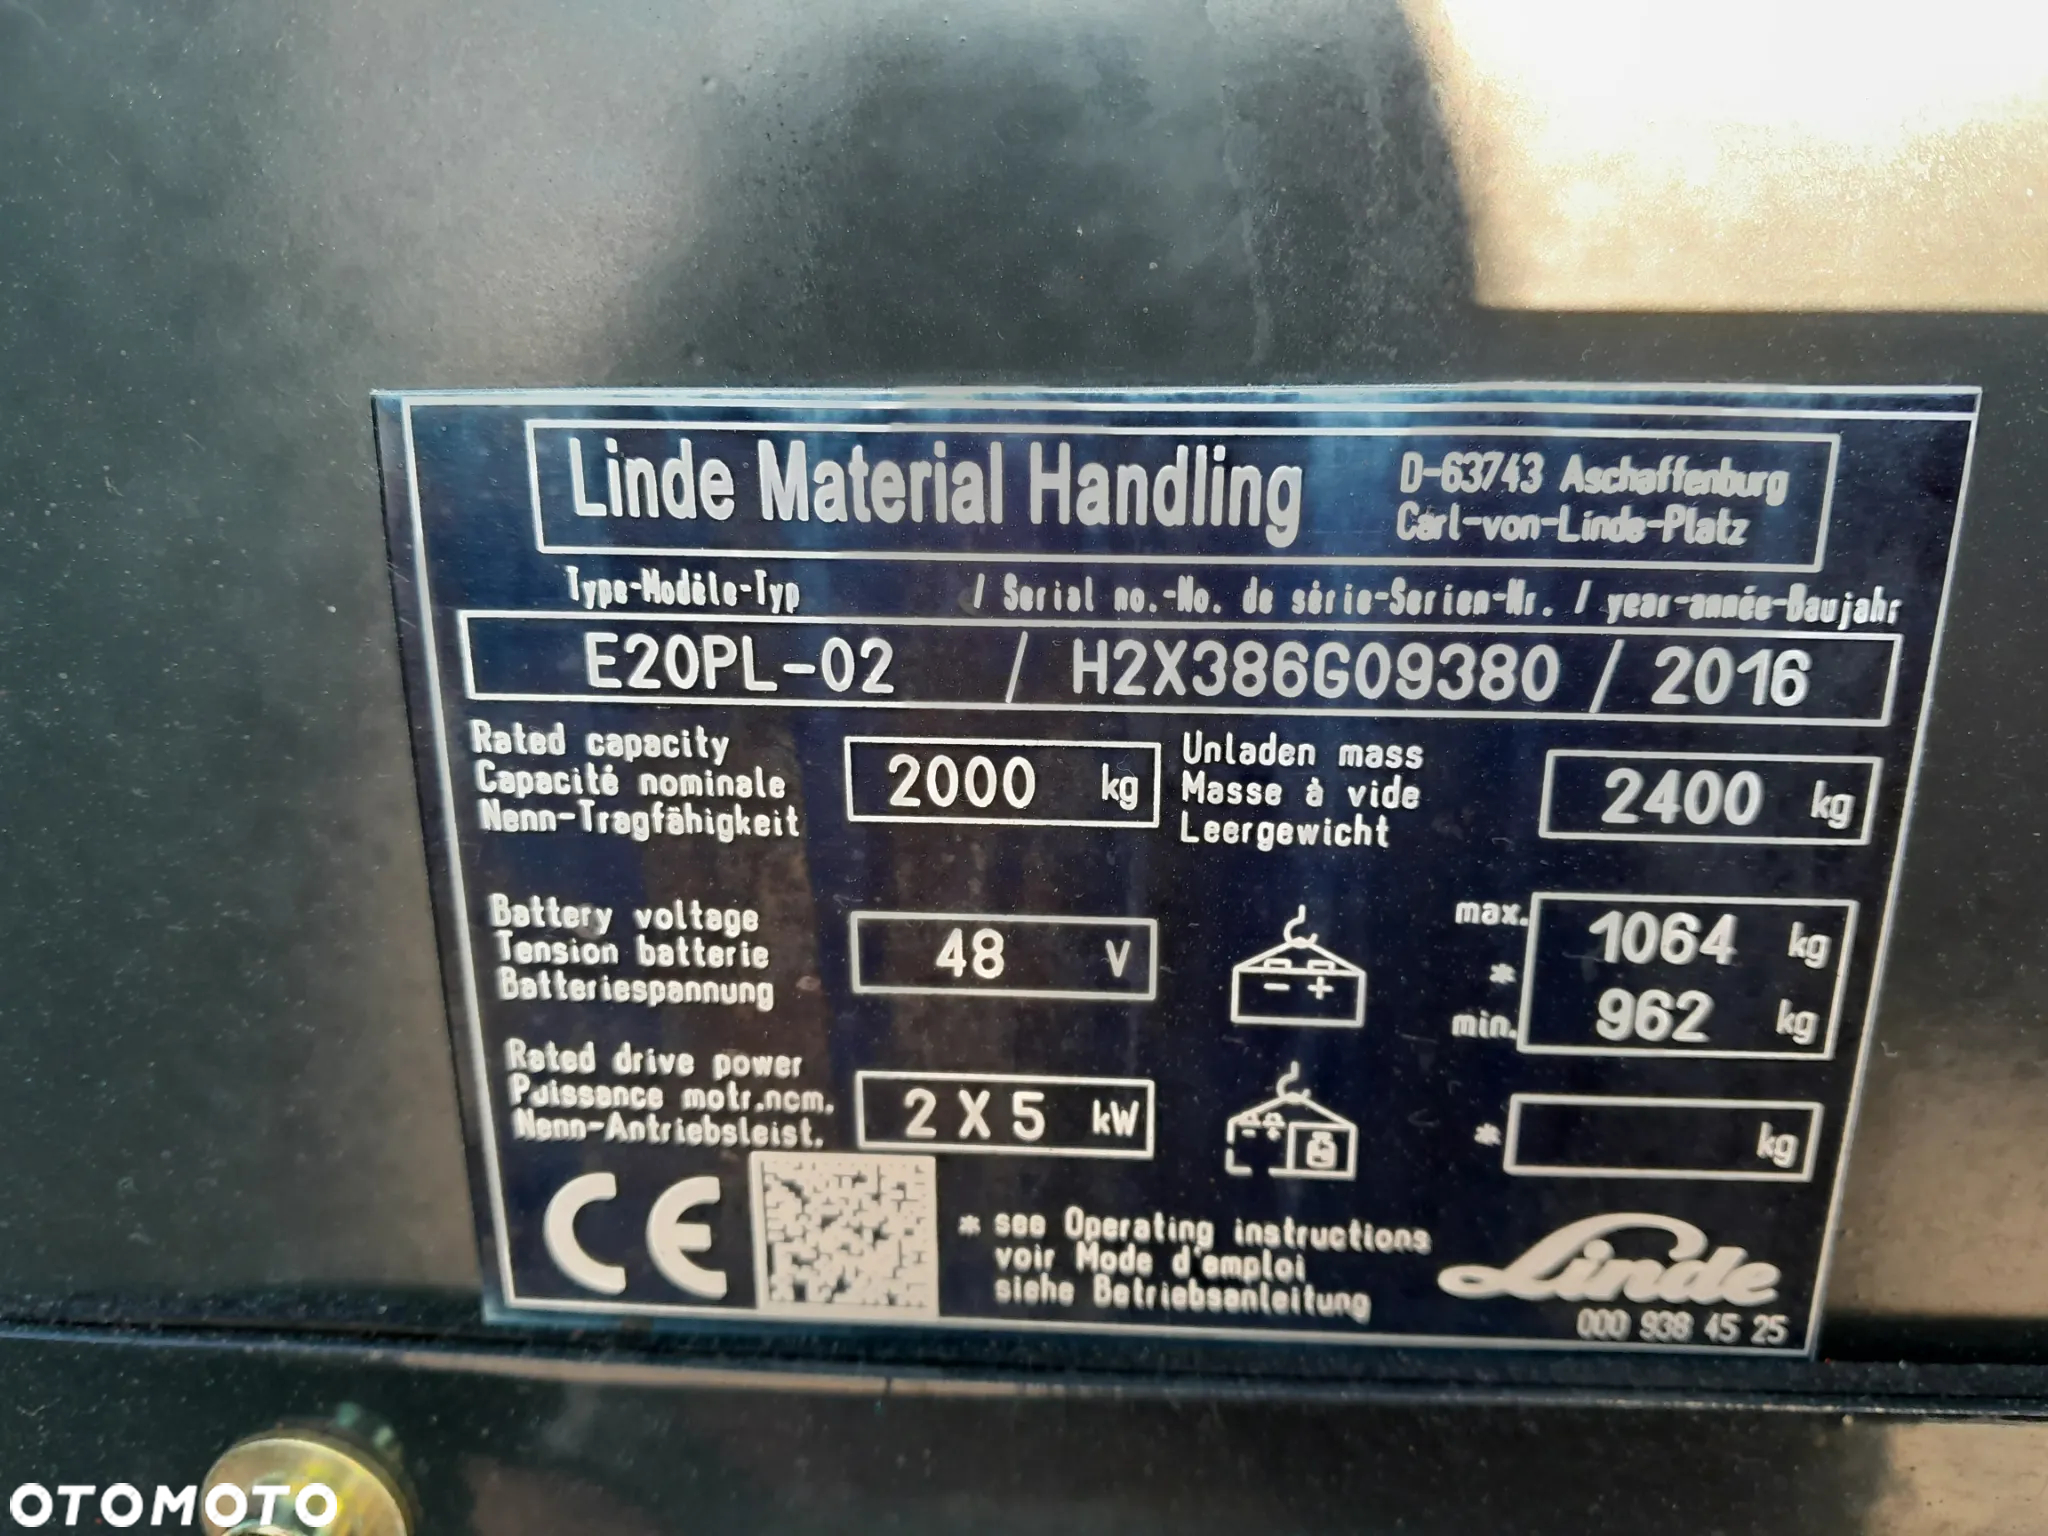 Linde Material Handling
D-63743 Aschaffenburg
Carl-von-Linde-Platz
Type-Modèle-Typ / Serial no.-No. de série-Serien-Nr. / year-année-Baujahr
E20PL-02 / H2X386G09380 / 2016
Rated capacity
Capacité nominale
Nenn-Tragfähigkeit
2000 kg
Unladen mass
Masse à vide
Leergewicht
2400 kg
Battery voltage
Tension batterie
Batteriespannung
48 V
- +
max. 1064 kg
*
min. 962 kg
Rated drive power
Puissance motr.nom.
Nenn-Antriebsleist.
2 X 5 kW
- +
* kg
CE
* see Operating instructions
voir Mode d'emploi
siehe Betriebsanleitung
Linde
000 938 45 25
OTOMOTO